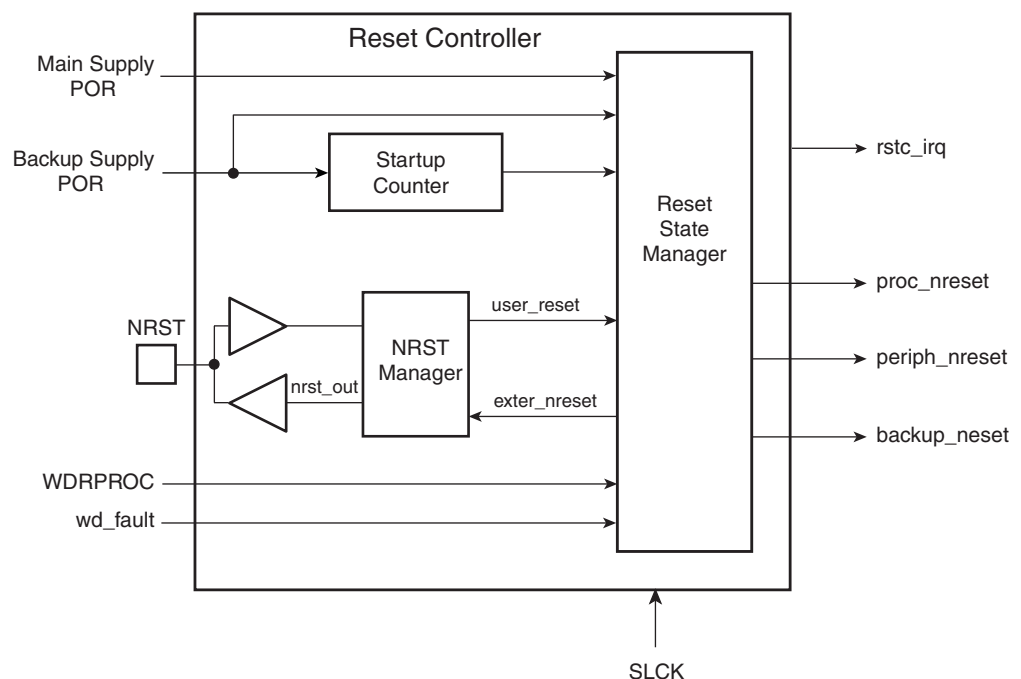 Reset Controller
Main Supply
POR
Backup Supply
POR
Startup
Counter
Reset
State
Manager
rstc_irq
proc_nreset
periph_nreset
backup_neset
NRST
user_reset
NRST
Manager
nrst_out
exter_nreset
WDRPROC
wd_fault
SLCK